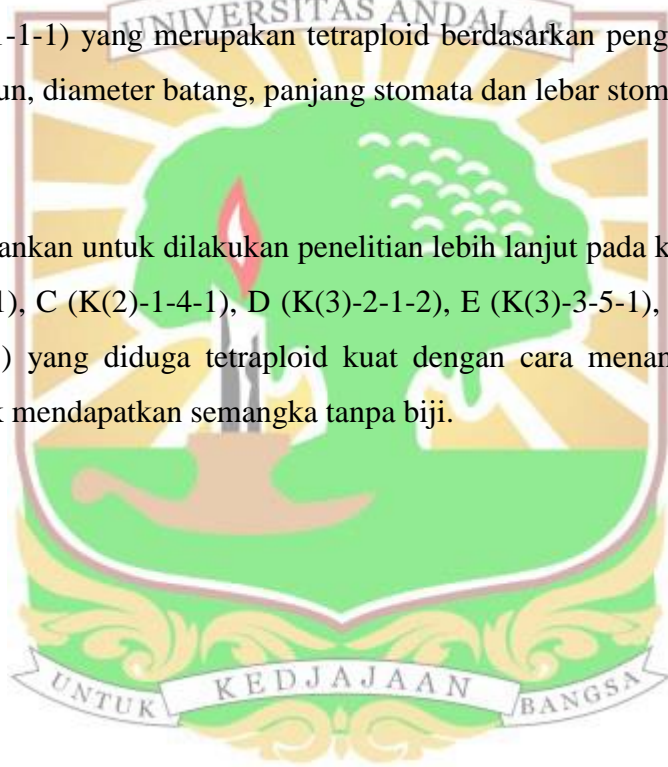 UNIVERSITAS ANDALAS
1-1-1) yang merupakan tetraploid berdasarkan peng
un, diameter batang, panjang stomata dan lebar stom
ankan untuk dilakukan penelitian lebih lanjut pada k
1), C (K(2)-1-4-1), D (K(3)-2-1-2), E (K(3)-3-5-1),
) yang diduga tetraploid kuat dengan cara menan
k mendapatkan semangka tanpa biji.
UNTUK KEDJAJAAN BANGSA